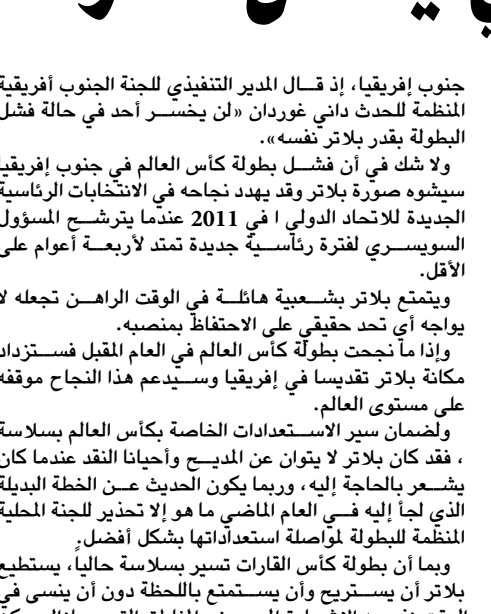 جنوب إفريقيا، إذ قال المدير التنفيذي للجنة الجنوب أفريقية
المنظمة للحدث داني غوردان «لن يخسر أحد في حالة فشل
البطولة بقدر بلاتر نفسه».
ولا شك في أن فشل بطولة كأس العالم في جنوب إفريقيا
سيشوه صورة بلاتر وقد يهدد نجاحه في الانتخابات الرئاسية
الجديدة للاتحاد الدولي ا في 2011 عندما يترشح المسؤول
السويسري لفترة رئاسية جديدة تمتد لأربعة أعوام على
الأقل.
ويتمتع بلاتر بشعبية هائلة في الوقت الراهن تجعله لا
يواجه أي تحد حقيقي على الاحتفاظ بمنصبه.
وإذا ما نجحت بطولة كأس العالم في العام المقبل فستزداد
مكانة بلاتر تقديسا في إفريقيا وسيدعم هذا النجاح موقفه
على مستوى العالم.
ولضمان سير الاستعدادات الخاصة بكأس العالم بسلاسة
، فقد كان بلاتر لا يتوان عن المديح وأحيانا النقد عندما كان
يشعر بالحاجة إليه، وربما يكون الحديث عن الخطة البديلة
الذي لجأ إليه في العام الماضي ما هو إلا تحذير للجنة المحلية
المنظمة للبطولة لمواصلة استعداداتها بشكل أفضل.
وبما أن بطولة كأس القارات تسير بسلاسة حالياً، يستطيع
بلاتر أن يستريح وأن يستمتع باللحظة دون أن ينسى في